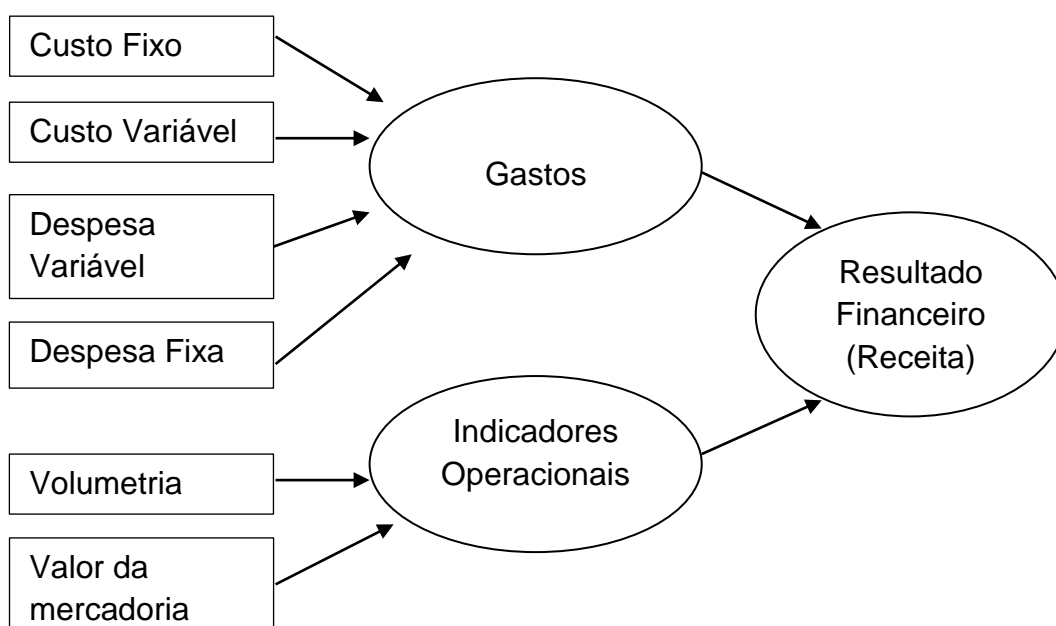 Custo Fixo
Custo Variável
Despesa
Variável
Despesa Fixa
Volumetria
Valor da
mercadoria
Gastos
Indicadores
Operacionais
Resultado
Financeiro
(Receita)